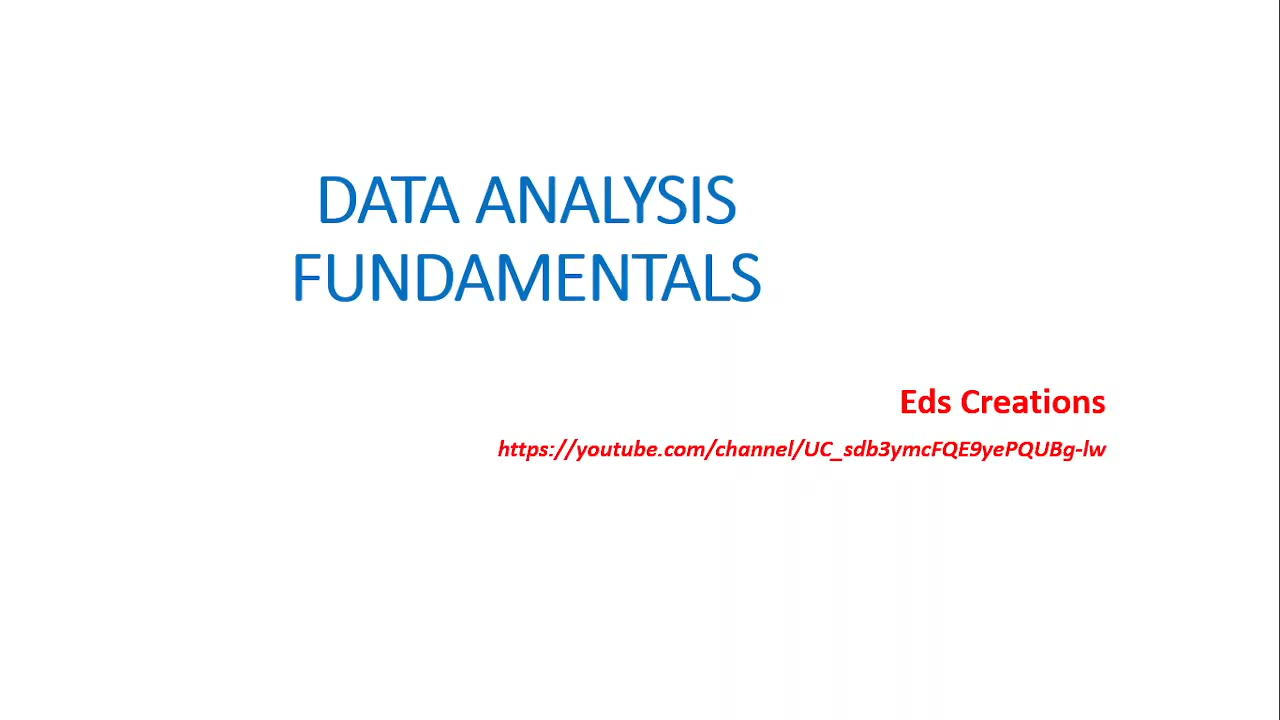 DATA ANALYSIS
FUNDAMENTALS
Eds Creations
https://youtube.com/channel/UC_sdb3ymcFQE9yePQUBg-lw